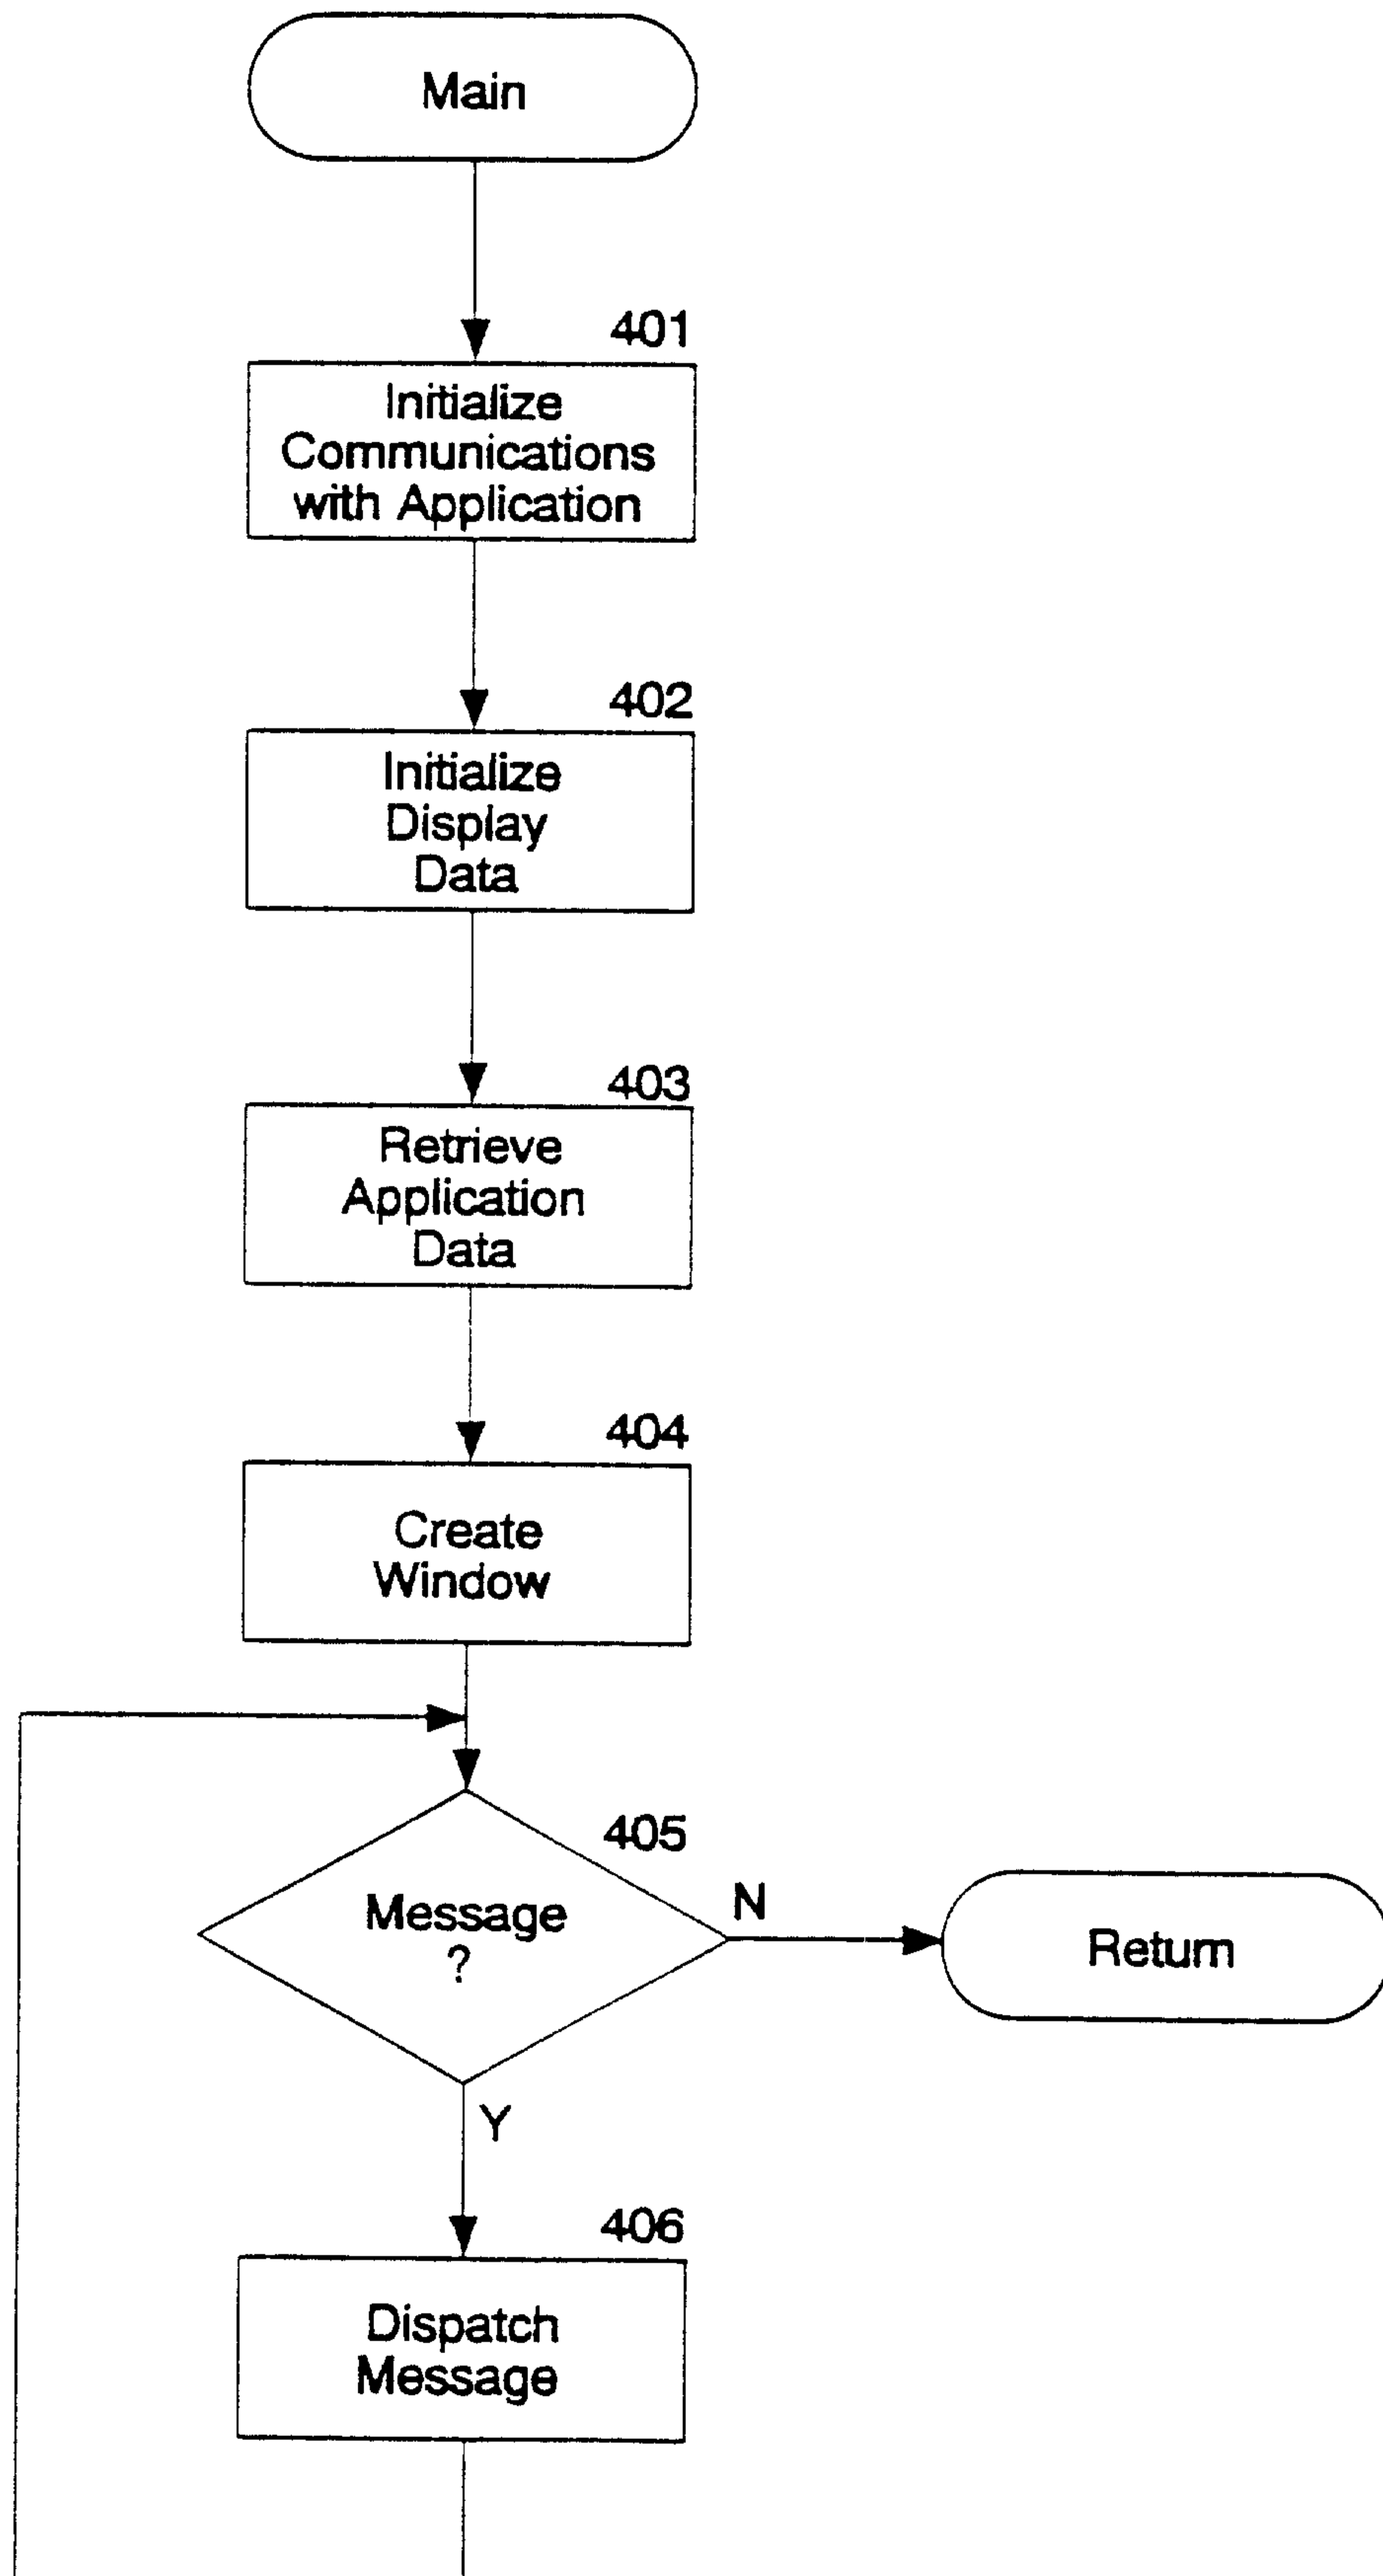 Main
401
Initialize
Communications
with Application
402
Initialize
Display
Data
403
Retrieve
Application
Data
404
Create
Window
405
Message
?
N
Return
Y
406
Dispatch
Message